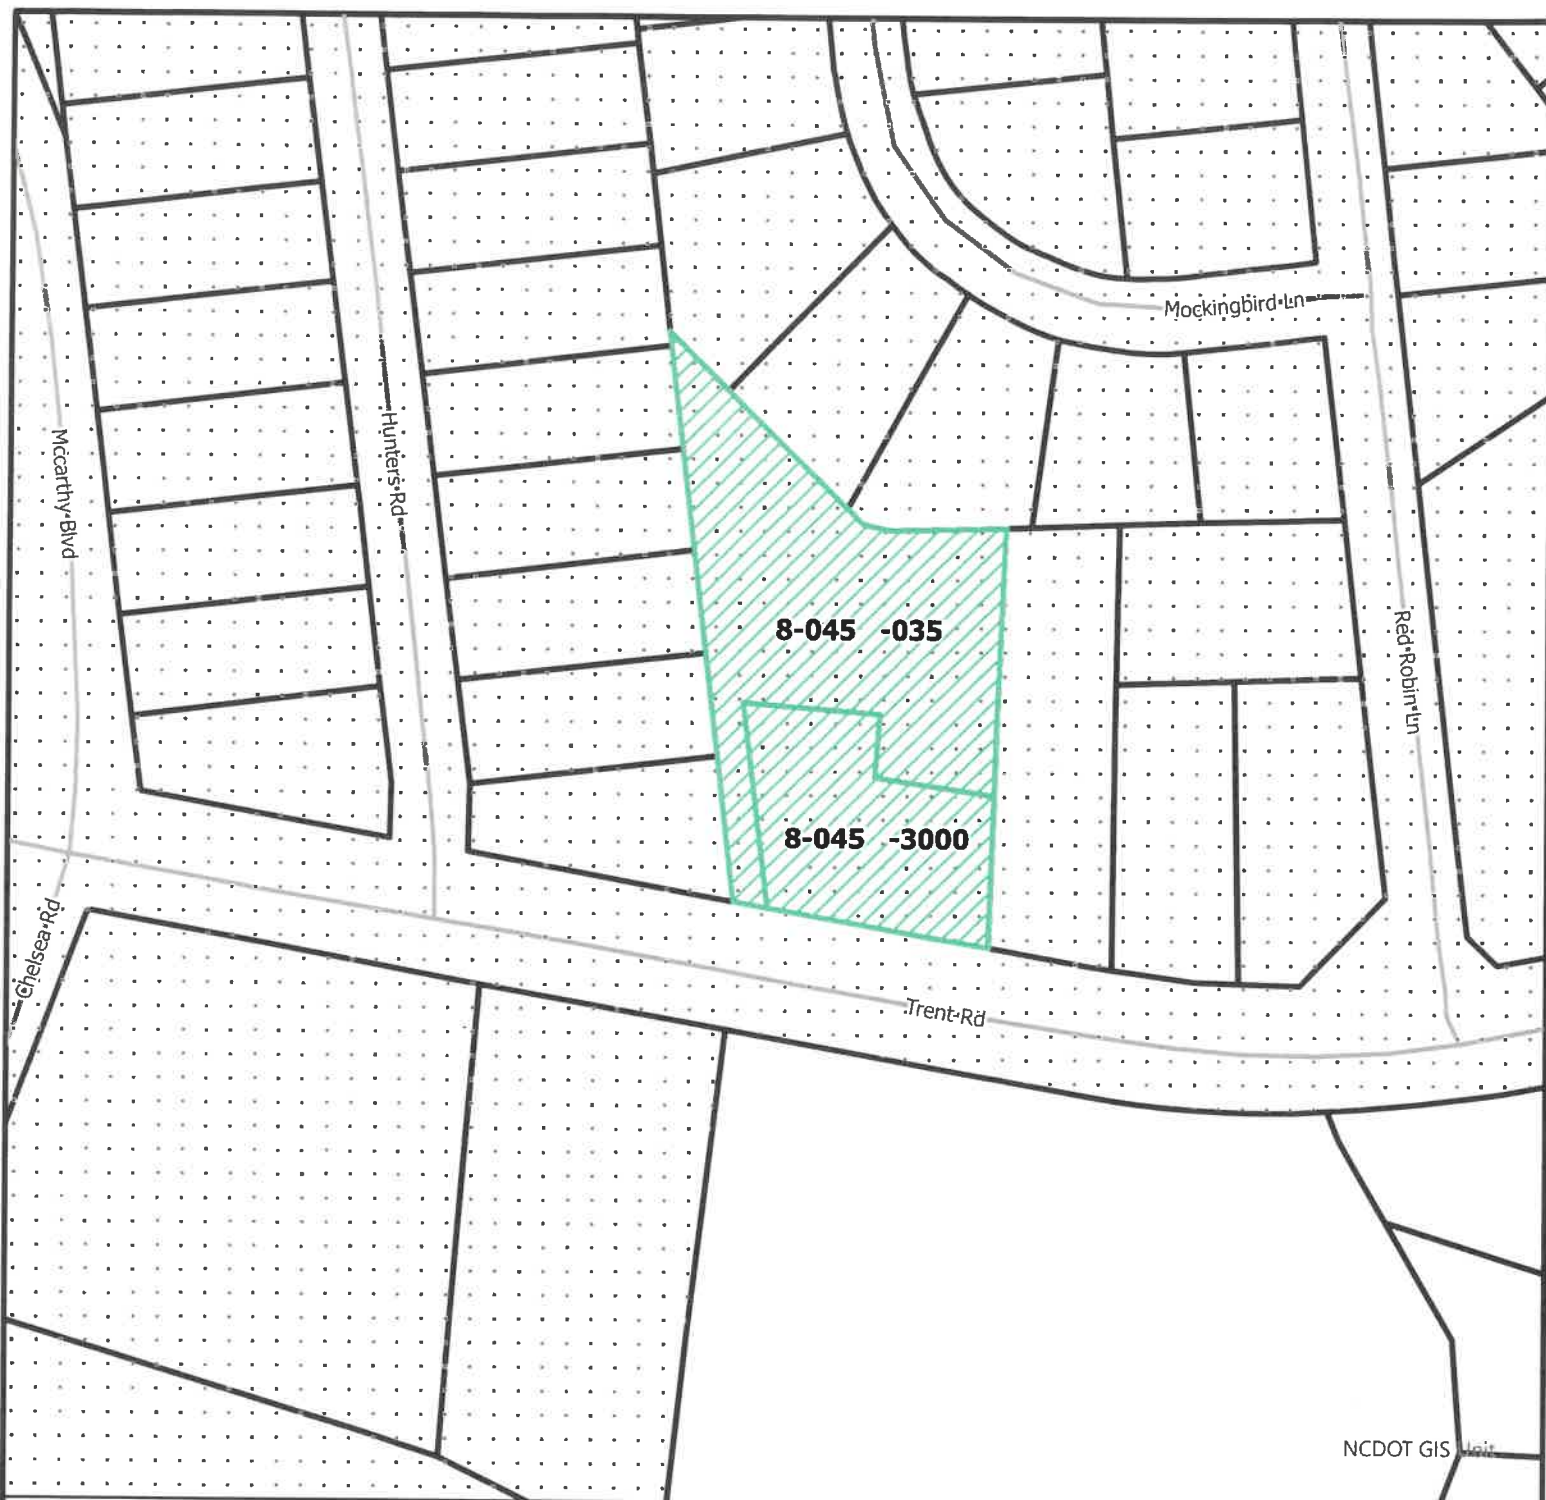 Mockingbird Ln
Mccarthy Blvd
Hunters Rd
8-045 -035
Red Robin Ln
8-045 -3000
Chelsea Rd
Trent Rd
NCDOT GIS Unit